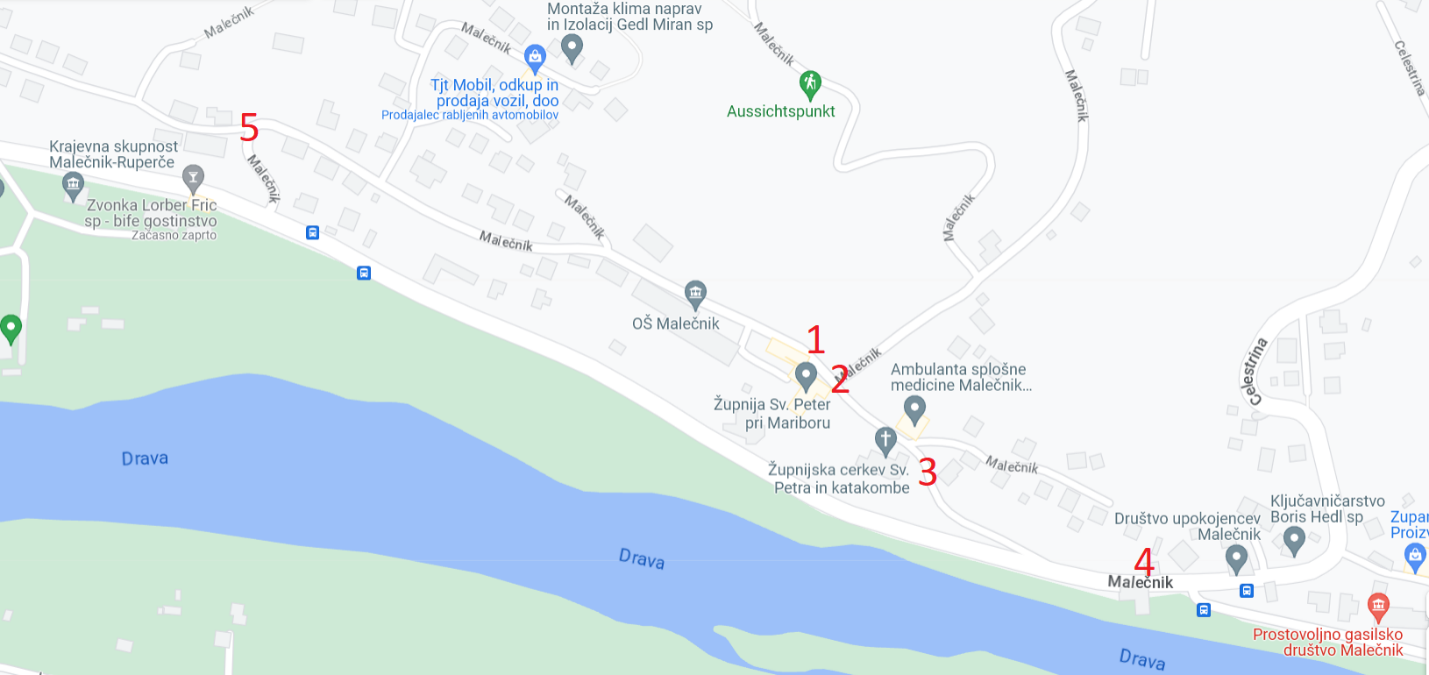 Malečnik
Montaža klima naprav
in Izolacij Gedl Miran sp
Malečnik
Malečnik
Celestrina
Tjt Mobil, odkup in
prodaja vozil, doo
Prodajalec rabljenih avtomobilov
Aussichtspunkt
Malečnik
5
Krajevna skupnost
Malečnik-Ruperče
Malečnik
Zvonka Lorber Fric
sp - bife gostinstvo
Začasno zaprto
Malečnik
Malečnik
Malečnik
OŠ Malečnik
1
Malečnik
2
Ambulanta splošne
medicine Malečnik...
Celestrina
Župnija Sv. Peter
pri Mariboru
Drava
Župnijska cerkev Sv.
Petra in katakombe
3
Malečnik
Društvo upokojencev
Malečnik
Ključavničarstvo
Boris Hedl sp
Zupan
Proizv
Drava
4
Malečnik
Prostovoljno gasilsko
društvo Malečnik
Drava